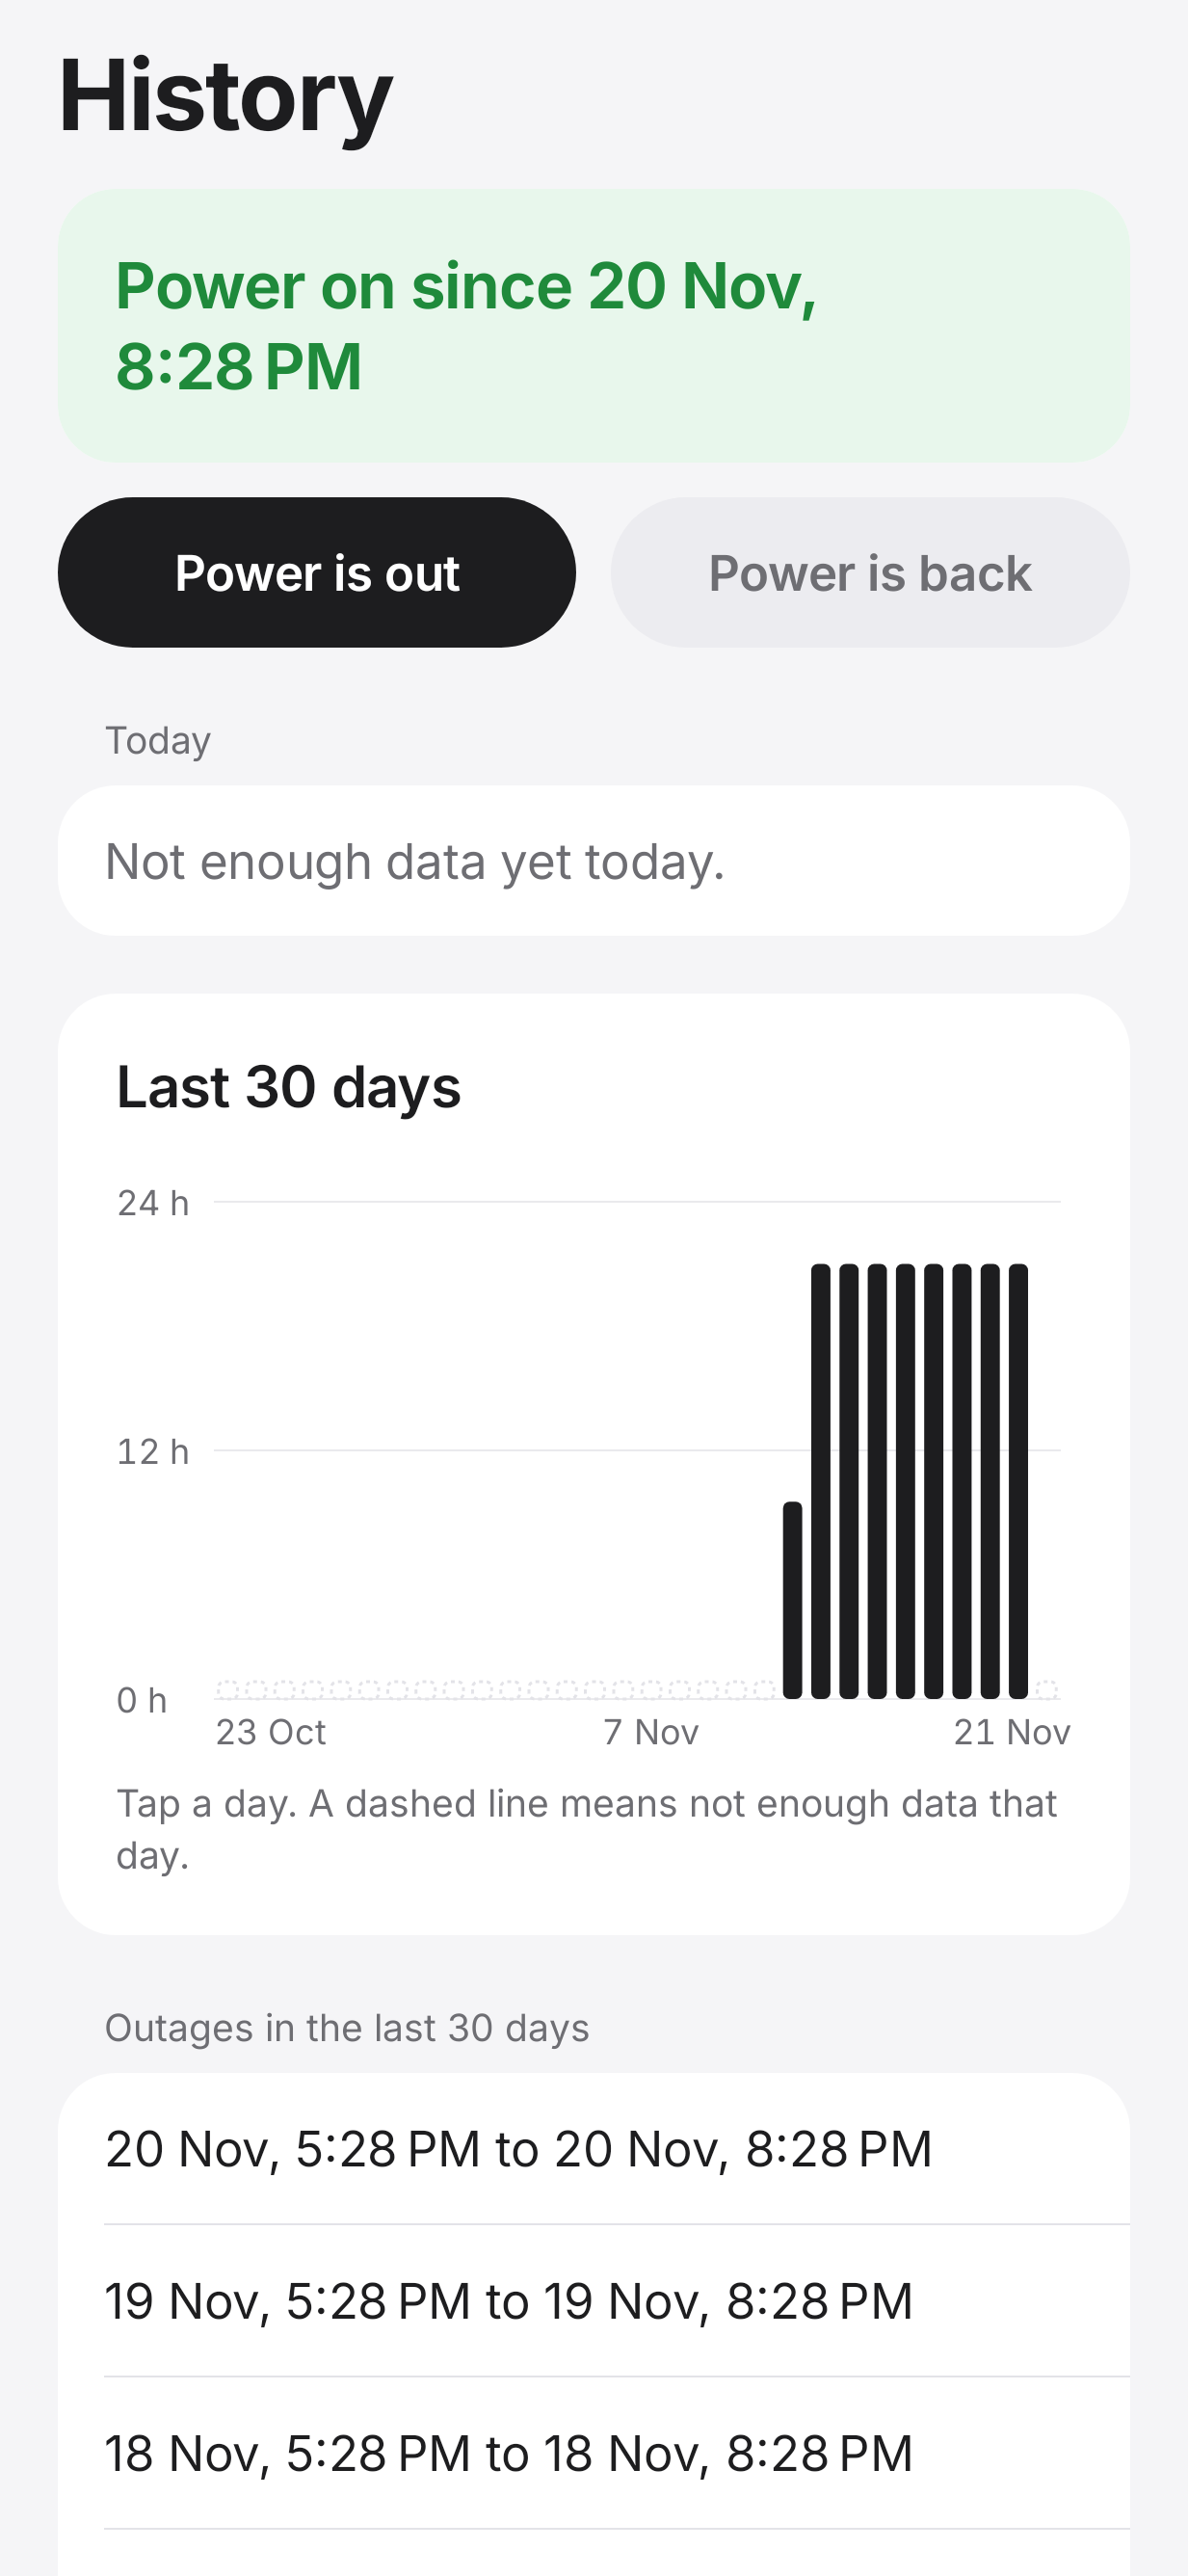 History
Power on since 20 Nov,
8:28 PM
Power is out
Power is back
Today
Not enough data yet today.
Last 30 days
24 h
12 h
0 h
23 Oct
7 Nov
21 Nov
Tap a day. A dashed line means not enough data that
day.
Outages in the last 30 days
20 Nov, 5:28 PM to 20 Nov, 8:28 PM
19 Nov, 5:28 PM to 19 Nov, 8:28 PM
18 Nov, 5:28 PM to 18 Nov, 8:28 PM